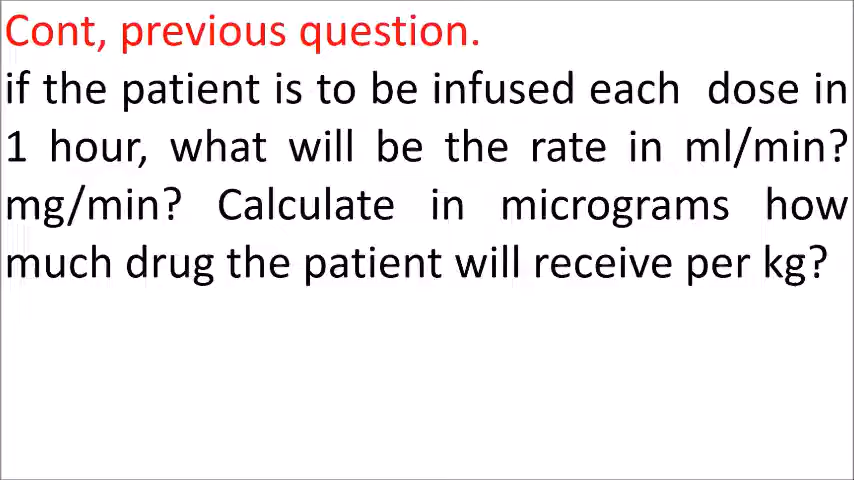 Cont, previous question.
if the patient is to be infused each dose in
1 hour, what will be the rate in ml/min?
mg/min? Calculate in micrograms how
much drug the patient will receive per kg?